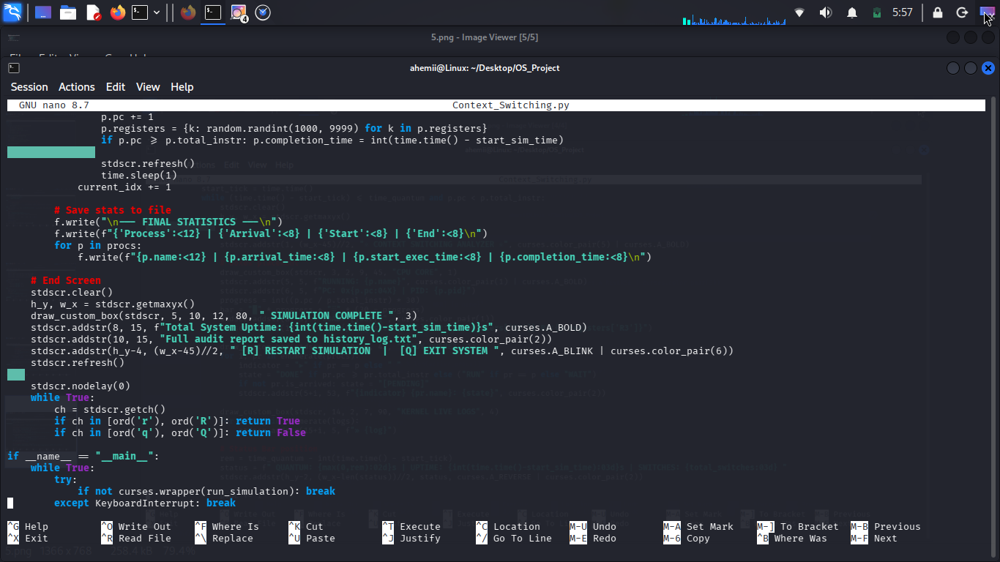 4
5:57
5.png - Image Viewer [5/5]
ahemii@Linux: ~/Desktop/OS_Project
Session Actions Edit View Help
GNU nano 8.7 Context_Switching.py
p.pc += 1
p.registers = {k: random.randint(1000, 9999) for k in p.registers}
if p.pc >= p.total_instr: p.completion_time = int(time.time() - start_sim_time)
stdscr.refresh()
time.sleep(1)
current_idx += 1
# Save stats to file
f.write("\n--- FINAL STATISTICS ---\n")
f.write(f"{'Process':<12} | {'Arrival':<8} | {'Start':<8} | {'End':<8}\n")
for p in procs:
f.write(f"{p.name:<12} | {p.arrival_time:<8} | {p.start_exec_time:<8} | {p.completion_time:<8}\n")
# End Screen
stdscr.clear()
h_y, w_x = stdscr.getmaxyx()
draw_custom_box(stdscr, 5, 10, 12, 80, " SIMULATION COMPLETE ", 3)
stdscr.addstr(8, 15, f"Total System Uptime: {int(time.time()-start_sim_time)}s", curses.A_BOLD)
stdscr.addstr(10, 15, "Full audit report saved to history_log.txt", curses.color_pair(2))
stdscr.addstr(h_y-4, (w_x-45)//2, " [R] RESTART SIMULATION  |  [Q] EXIT SYSTEM ", curses.A_BLINK | curses.color_pair(6))
stdscr.refresh()
stdscr.nodelay(0)
while True:
ch = stdscr.getch()
if ch in [ord('r'), ord('R')]: return True
if ch in [ord('q'), ord('Q')]: return False
if __name__ == "__main__":
while True:
try:
if not curses.wrapper(run_simulation): break
except KeyboardInterrupt: break
^G Help ^O Write Out ^F Where Is ^K Cut ^T Execute ^C Location M-U Undo M-A Set Mark M-] To Bracket M-B Previous
^X Exit ^R Read File ^\ Replace ^U Paste ^J Justify ^/ Go To Line M-E Redo M-6 Copy ^B Where Was M-F Next
5.png 1366 x 768 258.4 kB 79.4%